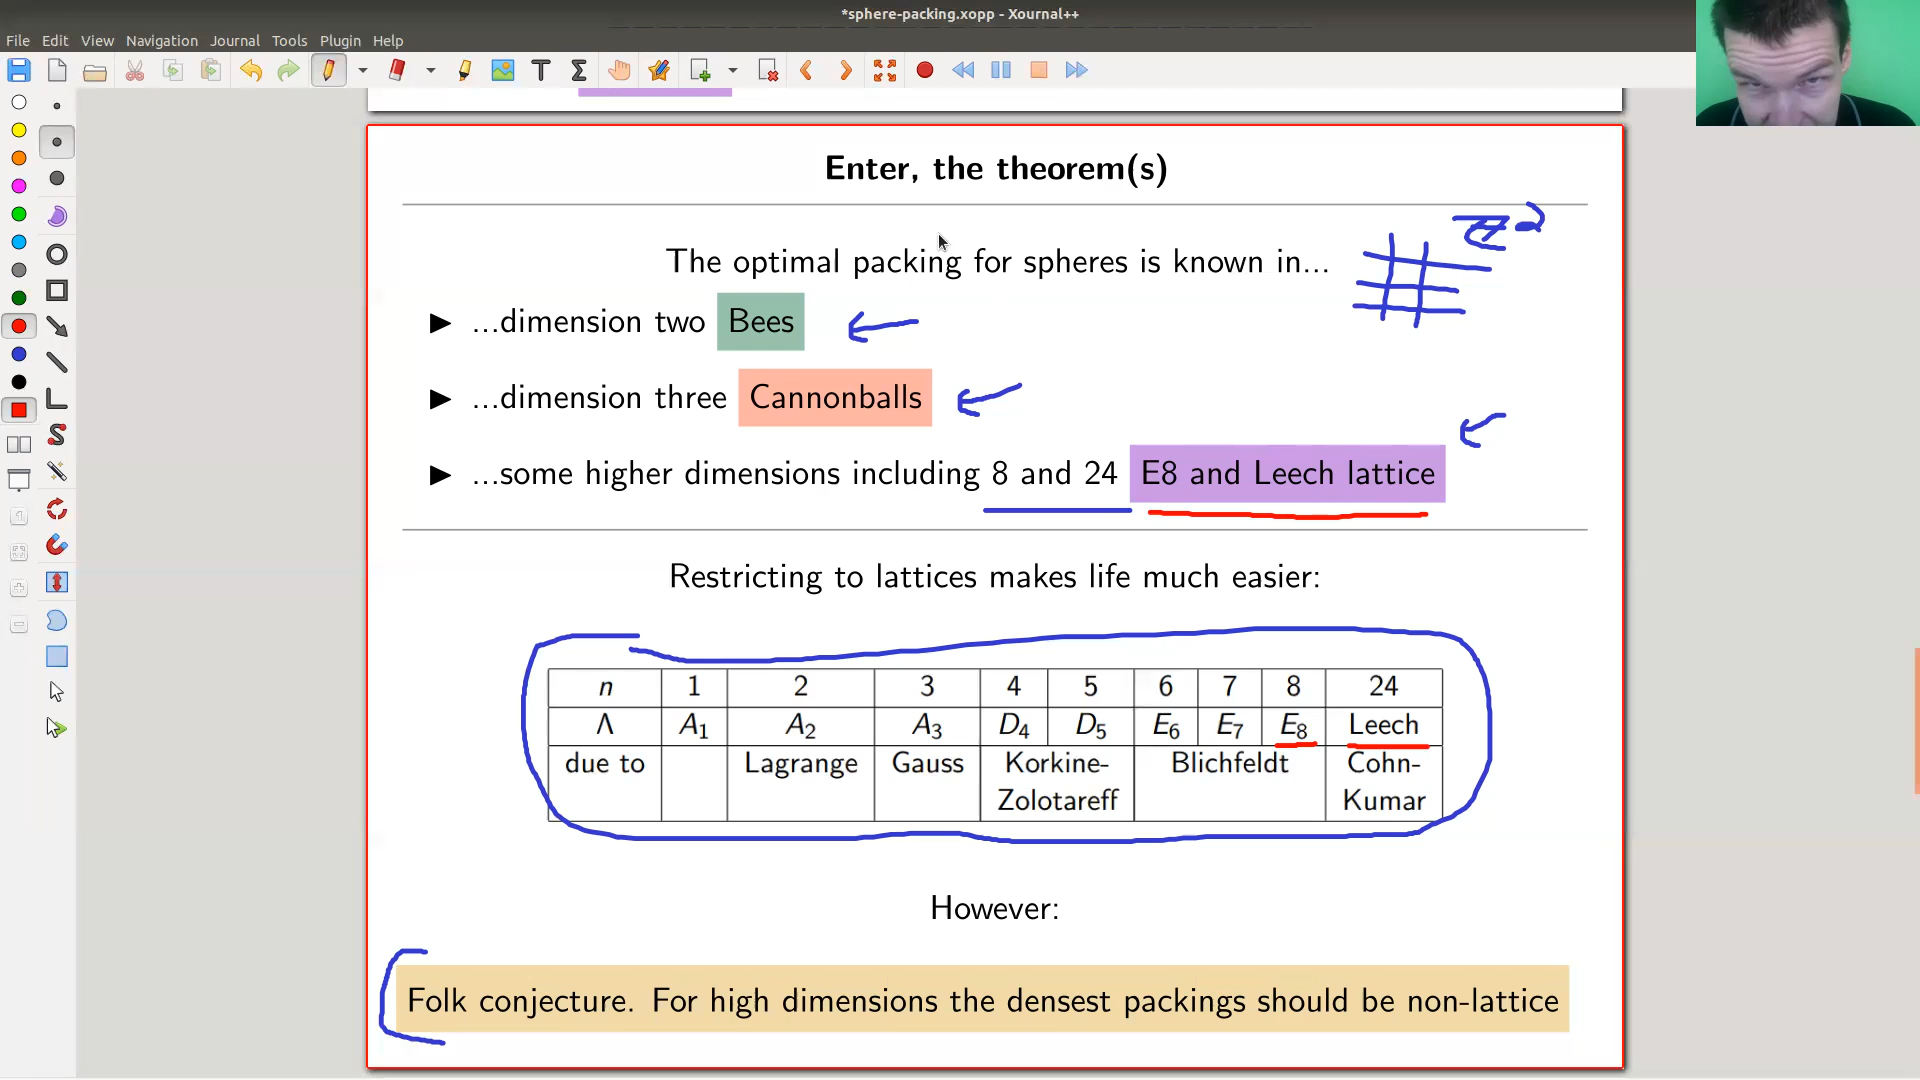 *sphere-packing.xopp - Xournal++
File Edit View Navigation Journal Tools Plugin Help
Enter, the theorem(s)
ℤ²
The optimal packing for spheres is known in...
▶ ...dimension two Bees
▶ ...dimension three Cannonballs
▶ ...some higher dimensions including 8 and 24 E8 and Leech lattice
Restricting to lattices makes life much easier:
n 1 2 3 4 5 6 7 8 24
Λ A₁ A₂ A₃ D₄ D₅ E₆ E₇ E₈ Leech
due to Lagrange Gauss Korkine- Blichfeldt Cohn-
Zolotareff Kumar
However:
Folk conjecture. For high dimensions the densest packings should be non-lattice